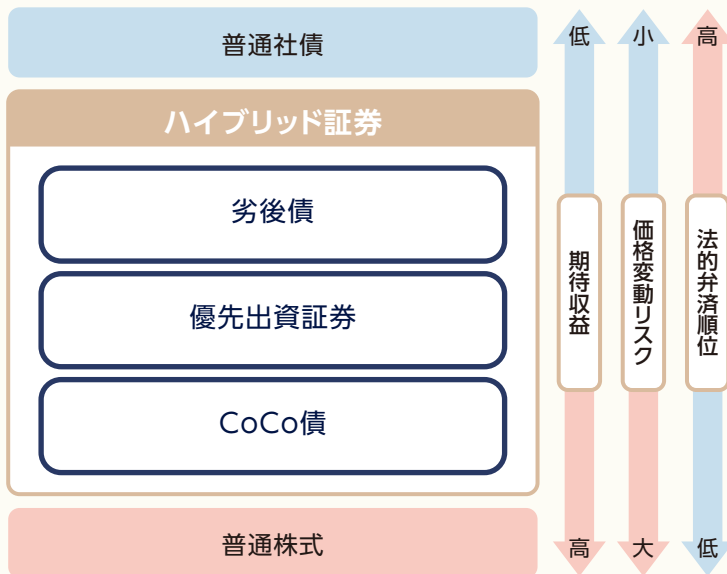 普通社債
ハイブリッド証券
劣後債
優先出資証券
CoCo債
普通株式
低
期待収益
高
小
価格変動リスク
大
高
法的弁済順位
低